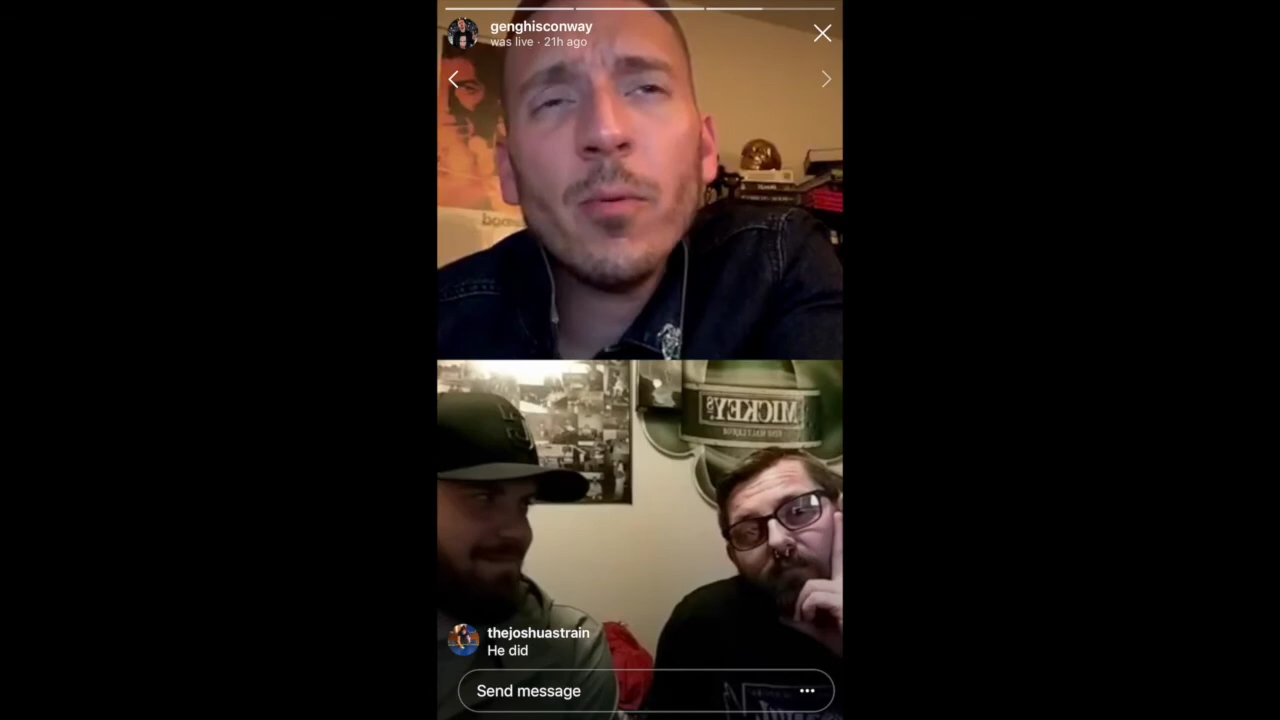 genghisconway
was live · 21h ago
MICKEY'S
thejoshuastrain
He did
Send message